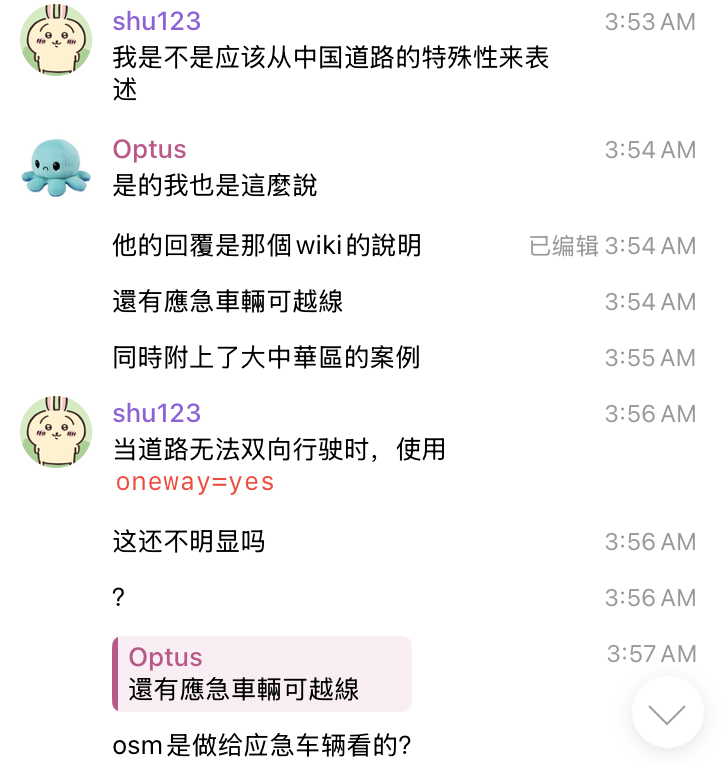 shu123 3:53 AM
我是不是应该从中国道路的特殊性来表
述
Optus 3:54 AM
是的我也是這麼說
他的回覆是那個wiki的說明 已编辑 3:54 AM
還有應急車輛可越線 3:54 AM
同時附上了大中華區的案例 3:55 AM
shu123 3:56 AM
当道路无法双向行驶时，使用
oneway=yes
这还不明显吗 3:56 AM
? 3:56 AM
Optus 3:57 AM
還有應急車輛可越線
osm是做给应急车辆看的?